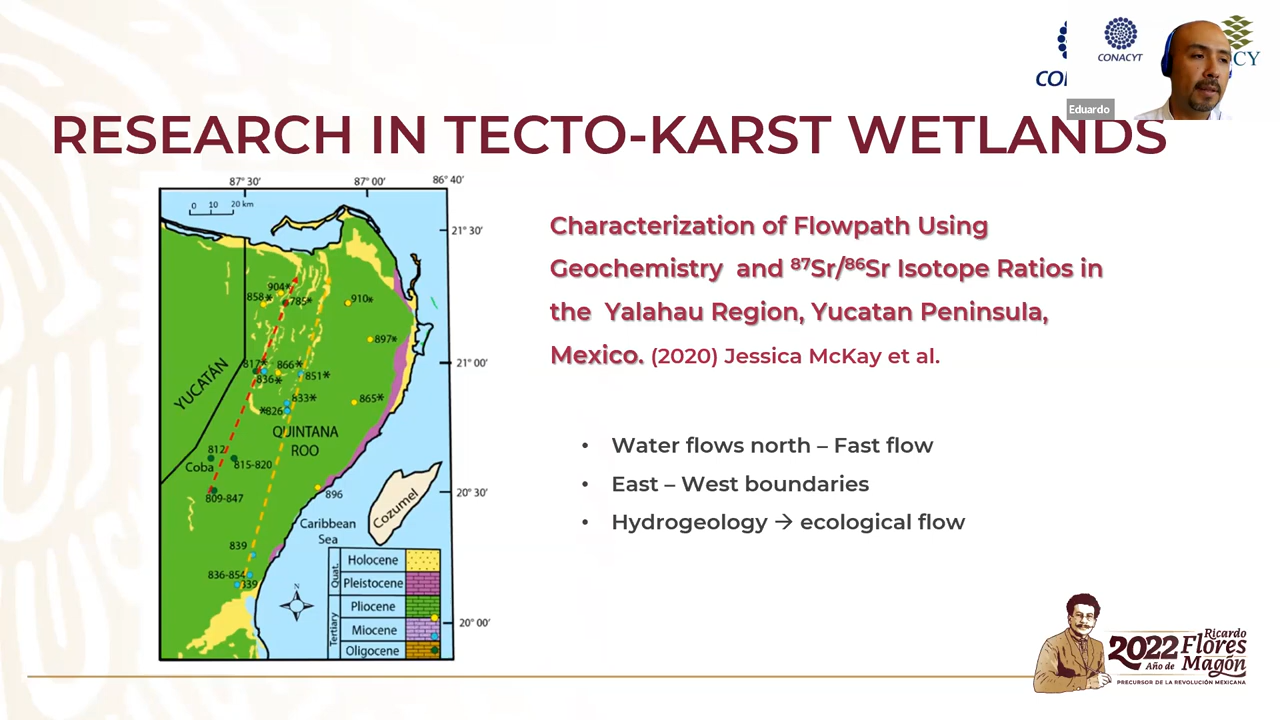 CONACYT
CY
Eduardo
RESEARCH IN TECTO-KARST WETLANDS
87° 30'
87° 00'
86° 40'
0 10 20 km
21° 30'
904*
858*
785*
910*
897*
21° 00'
817*
866*
836*
851*
833*
865*
*826
YUCATÁN
QUINTANA
ROO
812
Coba
815-820
809-847
896
20° 30'
Cozumel
Caribbean
Sea
839
836-854
339
N
Quat.
Holocene
Pleistocene
Tertiary
Pliocene
Miocene
Oligocene
20° 00'
Characterization of Flowpath Using
Geochemistry and ⁸⁷Sr/⁸⁶Sr Isotope Ratios in
the Yalahau Region, Yucatan Peninsula,
Mexico. (2020) Jessica McKay et al.
• Water flows north – Fast flow
• East – West boundaries
• Hydrogeology → ecological flow
2022
Año de
Ricardo
Flores
Magón
PRECURSOR DE LA REVOLUCIÓN MEXICANA